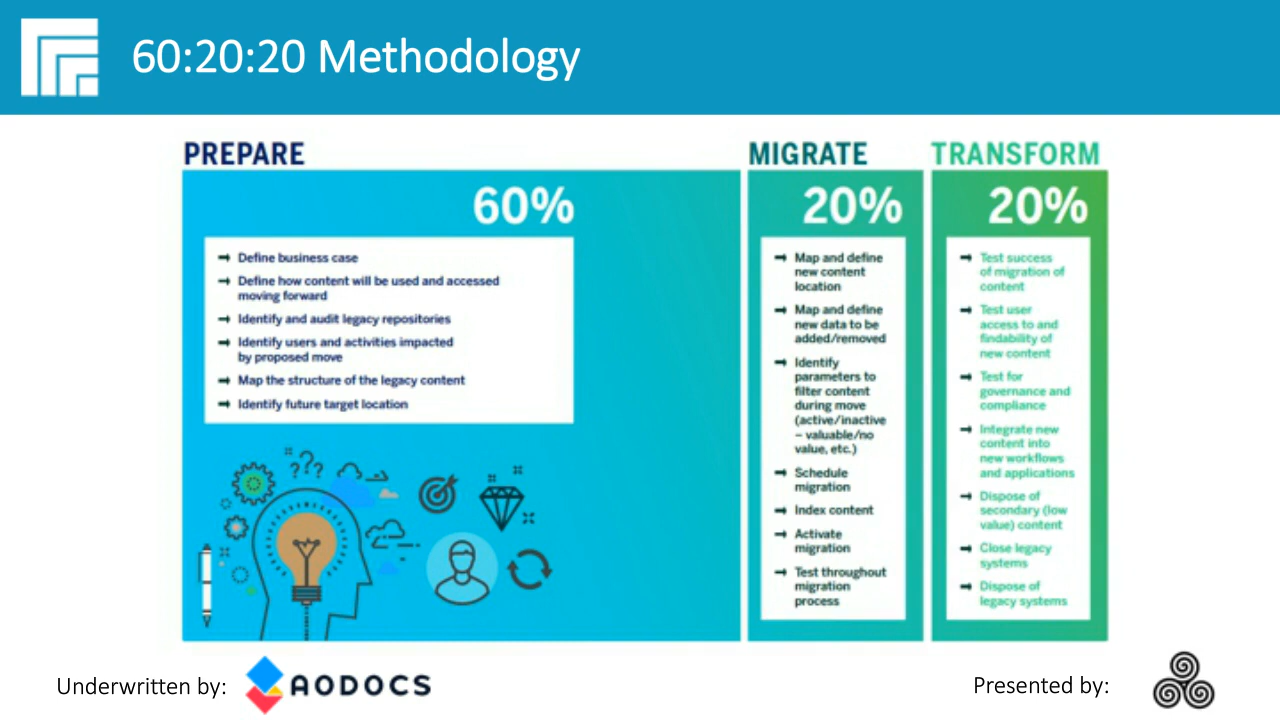 60:20:20 Methodology
PREPARE
60%
➞ Define business case
➞ Define how content will be used and accessed
moving forward
➞ Identify and audit legacy repositories
➞ Identify users and activities impacted
by proposed move
➞ Map the structure of the legacy content
➞ Identify future target location
???
MIGRATE
20%
➞ Map and define
new content
location
➞ Map and define
new data to be
added/removed
➞ Identify
parameters to
filter content
during move
(active/inactive
– valuable/no
value, etc.)
➞ Schedule
migration
➞ Index content
➞ Activate
migration
➞ Test throughout
migration
process
TRANSFORM
20%
➞ Test success
of migration of
content
➞ Test user
access to and
findability of
new content
➞ Test for
governance and
compliance
➞ Integrate new
content into
new workflows
and applications
➞ Dispose of
secondary (low
value) content
➞ Close legacy
systems
➞ Dispose of
legacy systems
Underwritten by: AODOCS
Presented by: